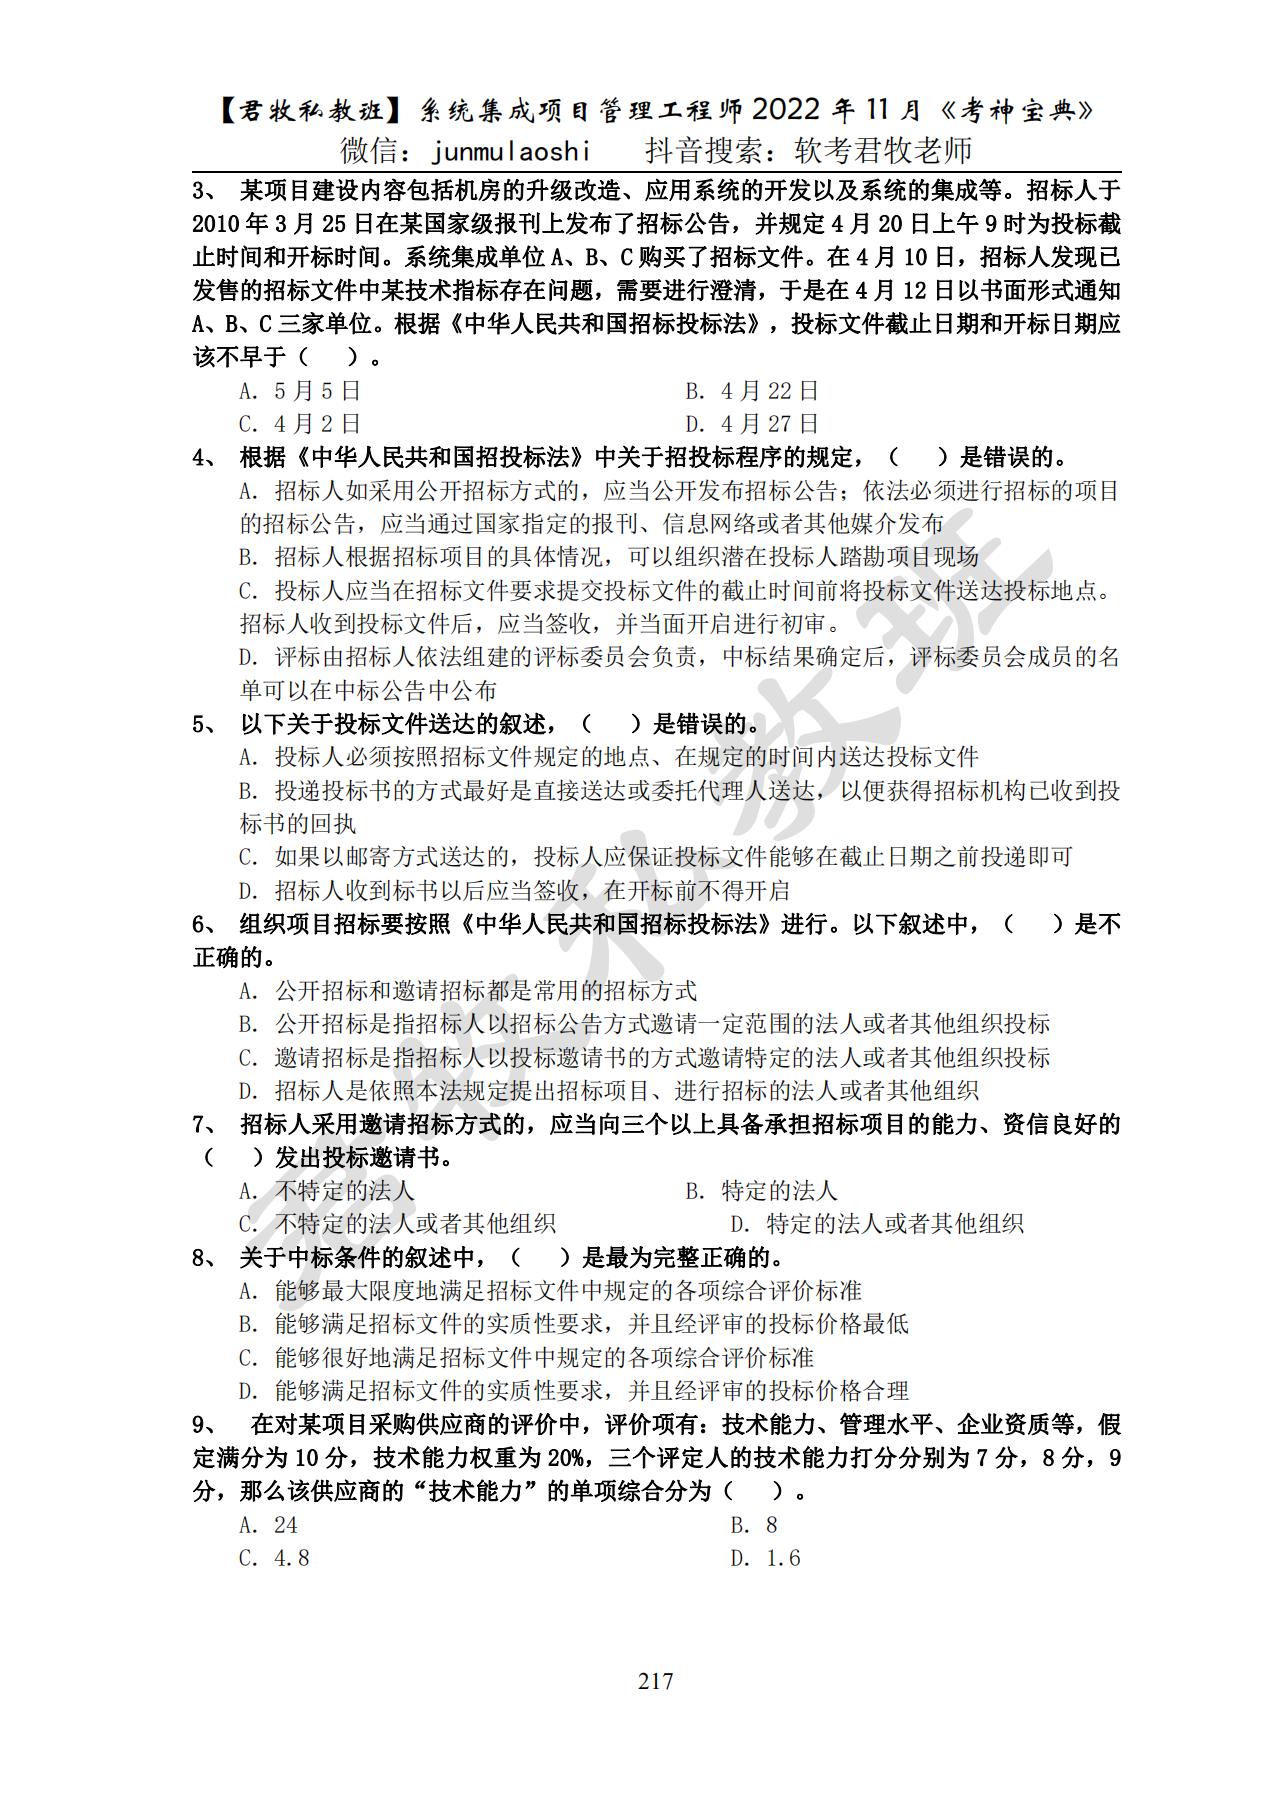 【君牧私教班】系统集成项目管理工程师 2022 年 11 月《考神宝典》
微信：junmulaoshi 抖音搜索：软考君牧老师
3、 某项目建设内容包括机房的升级改造、应用系统的开发以及系统的集成等。招标人于
2010 年 3 月 25 日在某国家级报刊上发布了招标公告，并规定 4 月 20 日上午 9 时为投标截
止时间和开标时间。系统集成单位 A、B、C 购买了招标文件。在 4 月 10 日，招标人发现已
发售的招标文件中某技术指标存在问题，需要进行澄清，于是在 4 月 12 日以书面形式通知
A、B、C 三家单位。根据《中华人民共和国招标投标法》，投标文件截止日期和开标日期应
该不早于（ ）。
A．5 月 5 日 B．4 月 22 日
C．4 月 2 日 D．4 月 27 日
4、 根据《中华人民共和国招投标法》中关于招投标程序的规定，（ ）是错误的。
A．招标人如采用公开招标方式的，应当公开发布招标公告；依法必须进行招标的项目
的招标公告，应当通过国家指定的报刊、信息网络或者其他媒介发布
B．招标人根据招标项目的具体情况，可以组织潜在投标人踏勘项目现场
C．投标人应当在招标文件要求提交投标文件的截止时间前将投标文件送达投标地点。
招标人收到投标文件后，应当签收，并当面开启进行初审。
D．评标由招标人依法组建的评标委员会负责，中标结果确定后，评标委员会成员的名
单可以在中标公告中公布
5、 以下关于投标文件送达的叙述，（ ）是错误的。
A．投标人必须按照招标文件规定的地点、在规定的时间内送达投标文件
B．投递投标书的方式最好是直接送达或委托代理人送达，以便获得招标机构已收到投
标书的回执
C．如果以邮寄方式送达的，投标人应保证投标文件能够在截止日期之前投递即可
D．招标人收到标书以后应当签收，在开标前不得开启
6、 组织项目招标要按照《中华人民共和国招标投标法》进行。以下叙述中，（ ）是不
正确的。
A．公开招标和邀请招标都是常用的招标方式
B．公开招标是指招标人以招标公告方式邀请一定范围的法人或者其他组织投标
C．邀请招标是指招标人以投标邀请书的方式邀请特定的法人或者其他组织投标
D．招标人是依照本法规定提出招标项目、进行招标的法人或者其他组织
7、 招标人采用邀请招标方式的，应当向三个以上具备承担招标项目的能力、资信良好的
（ ）发出投标邀请书。
A．不特定的法人 B．特定的法人
C．不特定的法人或者其他组织 D．特定的法人或者其他组织
8、 关于中标条件的叙述中，（ ）是最为完整正确的。
A．能够最大限度地满足招标文件中规定的各项综合评价标准
B．能够满足招标文件的实质性要求，并且经评审的投标价格最低
C．能够很好地满足招标文件中规定的各项综合评价标准
D．能够满足招标文件的实质性要求，并且经评审的投标价格合理
9、 在对某项目采购供应商的评价中，评价项有：技术能力、管理水平、企业资质等，假
定满分为 10 分，技术能力权重为 20%，三个评定人的技术能力打分分别为 7 分，8 分，9
分，那么该供应商的“技术能力”的单项综合分为（ ）。
A．24 B．8
C．4.8 D．1.6
217
君牧私教班